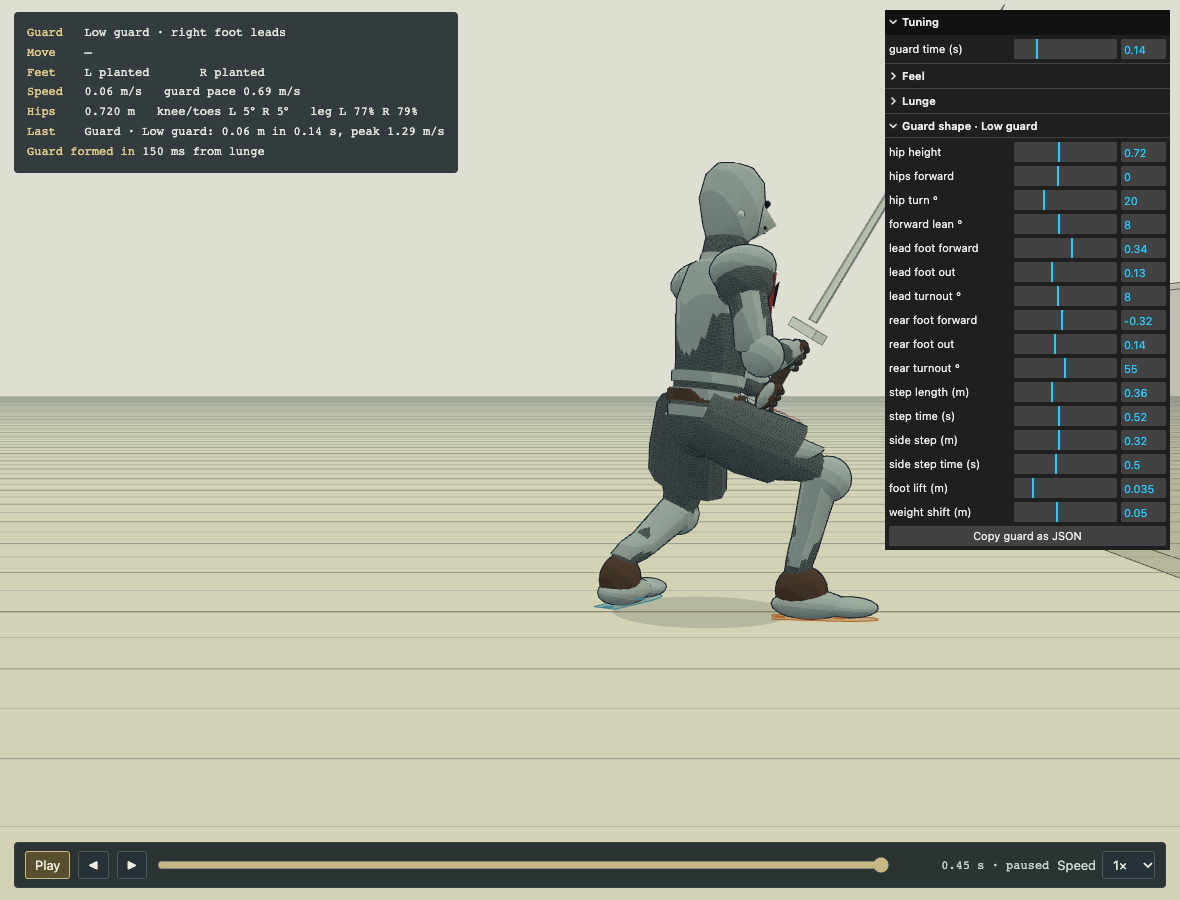 Guard Low guard · right foot leads
Move —
Feet L planted R planted
Speed 0.06 m/s guard pace 0.69 m/s
Hips 0.720 m knee/toes L 5° R 5° leg L 77% R 79%
Last Guard · Low guard: 0.06 m in 0.14 s, peak 1.29 m/s
Guard formed in 150 ms from lunge
Tuning
guard time (s) 0.14
Feel
Lunge
Guard shape · Low guard
hip height 0.72
hips forward 0
hip turn ° 20
forward lean ° 8
lead foot forward 0.34
lead foot out 0.13
lead turnout ° 8
rear foot forward -0.32
rear foot out 0.14
rear turnout ° 55
step length (m) 0.36
step time (s) 0.52
side step (m) 0.32
side step time (s) 0.5
foot lift (m) 0.035
weight shift (m) 0.05
Copy guard as JSON
Play ◄ ► 0.45 s · paused Speed 1×